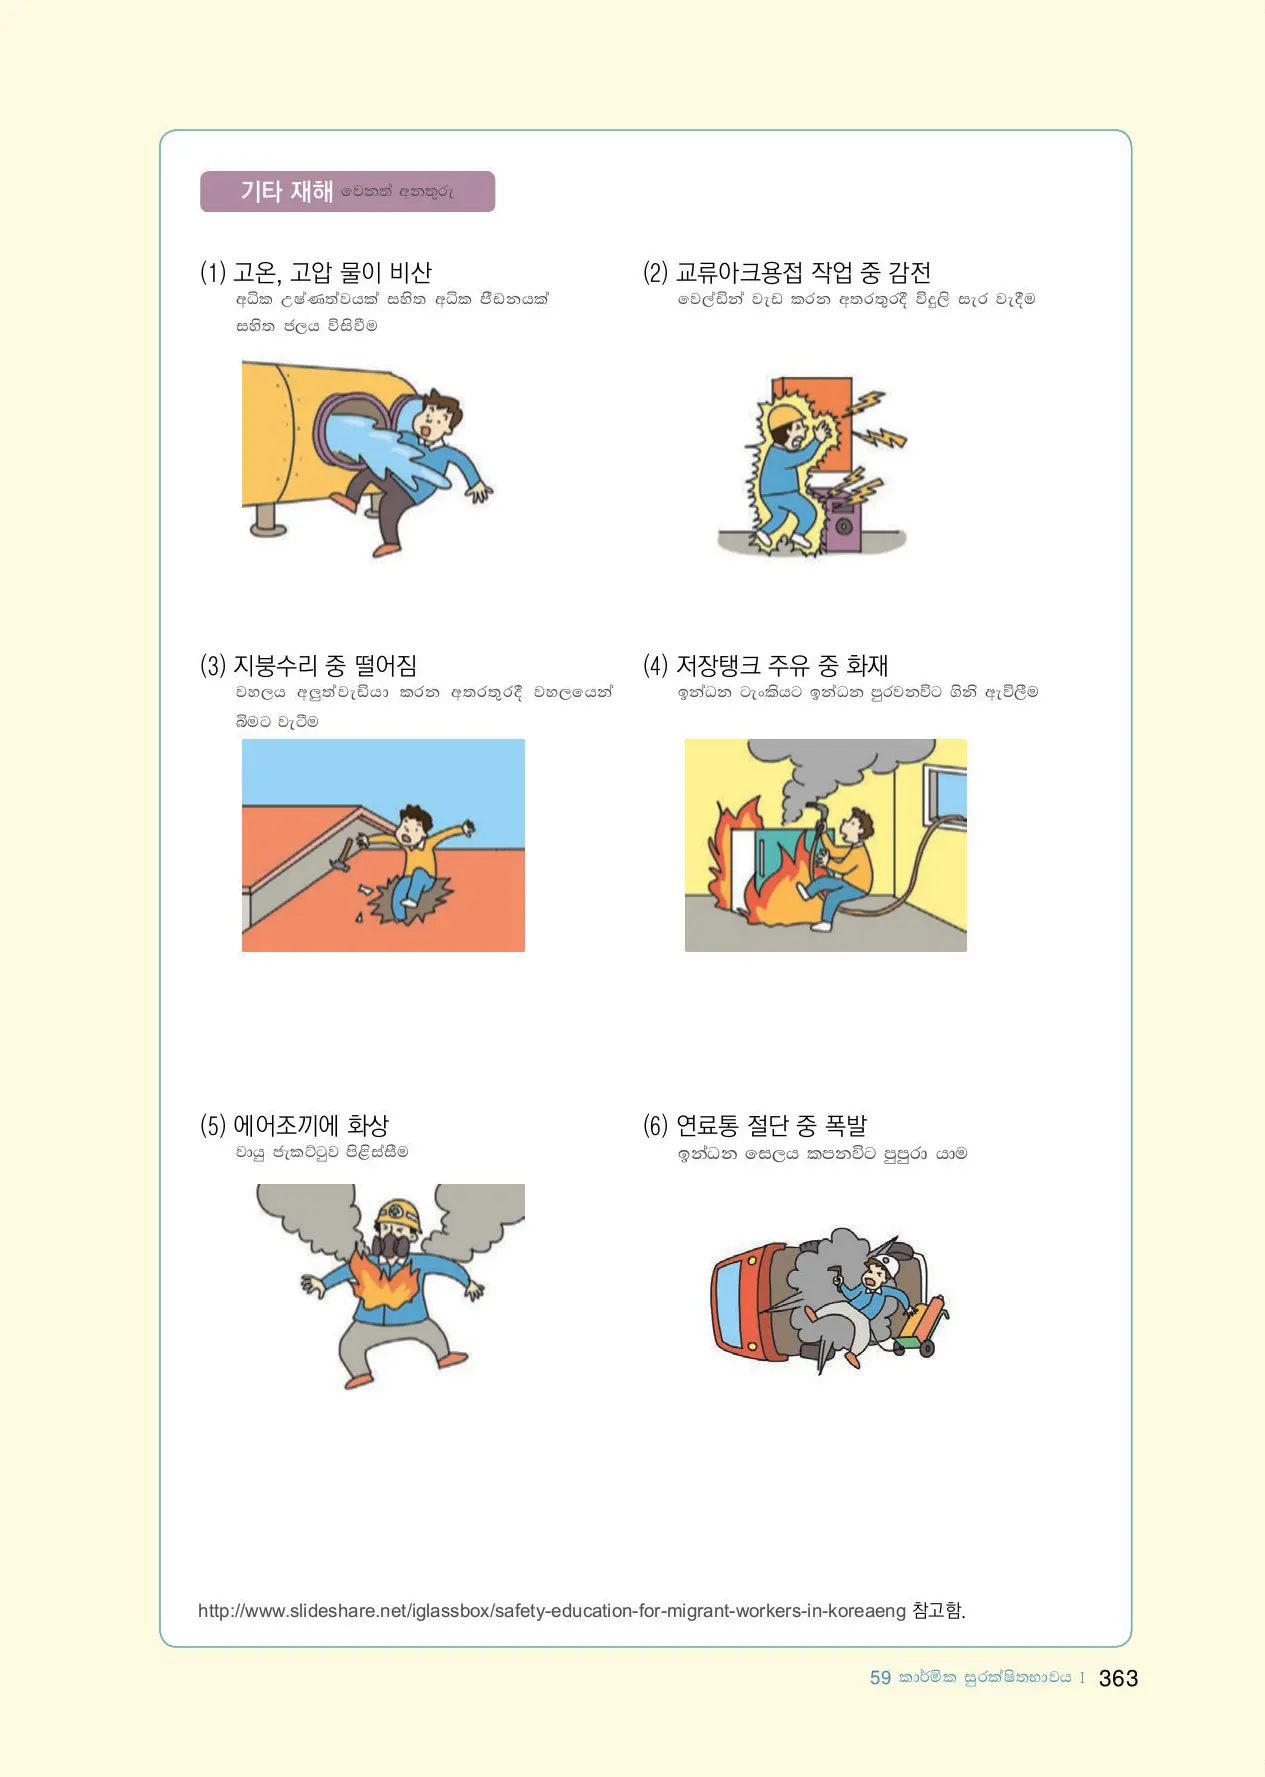 기타 재해 වෙනත් අනතුරු
(1) 고온, 고압 물이 비산
අධික උෂ්ණත්වයක් සහිත අධික පීඩනයක්
සහිත ජලය විසිවීම
(2) 교류아크용접 작업 중 감전
වෙල්ඩින් වැඩ කරන අතරතුරදී විදුලි සැර වැදීම
(3) 지붕수리 중 떨어짐
වහලය අලුත්වැඩියා කරන අතරතුරදී වහලයෙන්
බිමට වැටීම
(4) 저장탱크 주유 중 화재
ඉන්ධන ටැංකියට ඉන්ධන පුරවනවිට ගිනි ඇවිලීම
(5) 에어조끼에 화상
වායු ජැකට්ටුව පිළිස්සීම
(6) 연료통 절단 중 폭발
ඉන්ධන සෙලය කපනවිට පුපුරා යාම
http://www.slideshare.net/iglassbox/safety-education-for-migrant-workers-in-koreaeng 참고함.
59 කාර්මික සුරක්ෂිතභාවය I 363